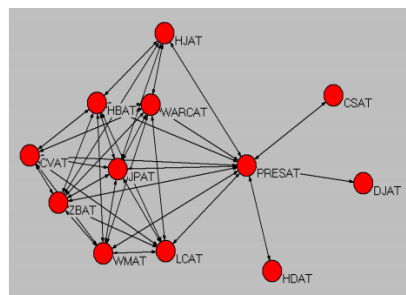 HJAT
CSAT
HBAT
WARCAT
CVAT
JPAT
PRESAT
DJAT
ZBAT
WMAT
LCAT
HDAT